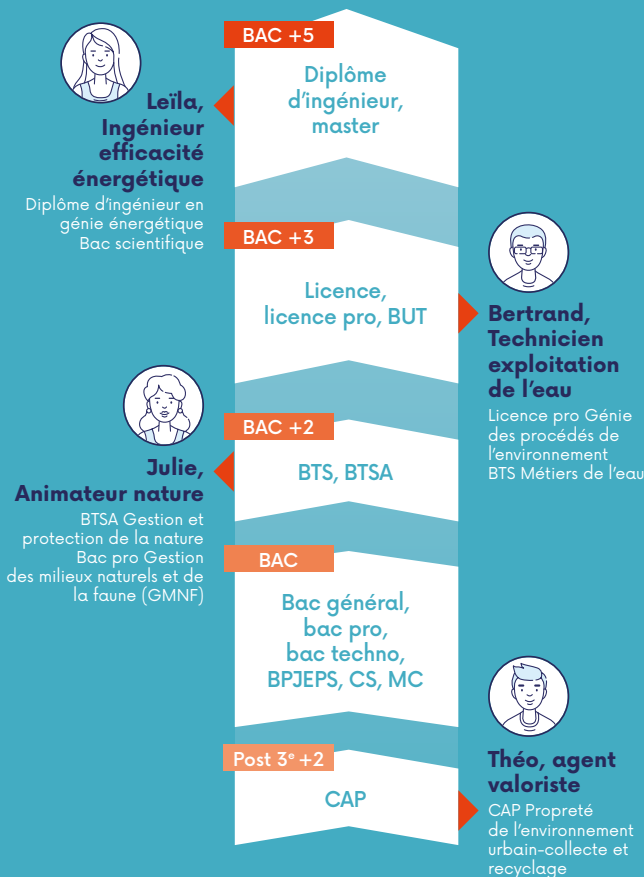 BAC +5
Diplôme
d'ingénieur,
master
Leïla,
Ingénieur
efficacité
énergétique
Diplôme d'ingénieur en
génie énergétique
Bac scientifique
BAC +3
Licence,
licence pro, BUT
Bertrand,
Technicien
exploitation
de l'eau
Licence pro Génie
des procédés de
l'environnement
BTS Métiers de l'eau
BAC +2
BTS, BTSA
Julie,
Animateur nature
BTSA Gestion et
protection de la nature
Bac pro Gestion
des milieux naturels et de
la faune (GMNF)
BAC
Bac général,
bac pro,
bac techno,
BPJEPS, CS, MC
Post 3ᵉ +2
CAP
Théo, agent
valoriste
CAP Propreté
de l'environnement
urbain-collecte et
recyclage